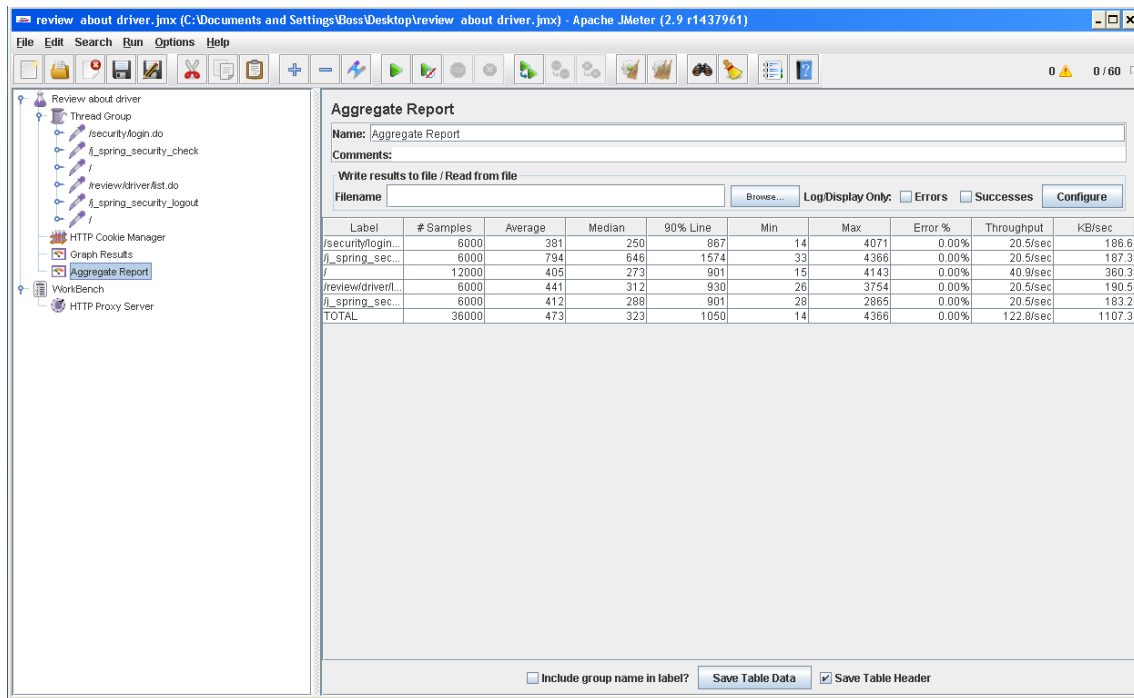 review about driver.jmx (C:\Documents and Settings\Boss\Desktop\review about driver.jmx) - Apache JMeter (2.9 r1437961)
File Edit Search Run Options Help
0 0 / 60
Review about driver
Thread Group
/security/login.do
/j_spring_security_check
/
/review/driver/list.do
/j_spring_security_logout
/
HTTP Cookie Manager
Graph Results
Aggregate Report
WorkBench
HTTP Proxy Server
Aggregate Report
Name: Aggregate Report
Comments:
Write results to file / Read from file
Filename Browse... Log/Display Only: Errors Successes Configure
Label # Samples Average Median 90% Line Min Max Error % Throughput KB/sec
/security/login... 6000 381 250 867 14 4071 0.00% 20.5/sec 186.6
/j_spring_sec... 6000 794 646 1574 33 4366 0.00% 20.5/sec 187.3
/ 12000 405 273 901 15 4143 0.00% 40.9/sec 360.3
/review/driver/l... 6000 441 312 930 26 3754 0.00% 20.5/sec 190.5
/j_spring_sec... 6000 412 288 901 28 2865 0.00% 20.5/sec 183.2
TOTAL 36000 473 323 1050 14 4366 0.00% 122.8/sec 1107.3
Include group name in label? Save Table Data Save Table Header